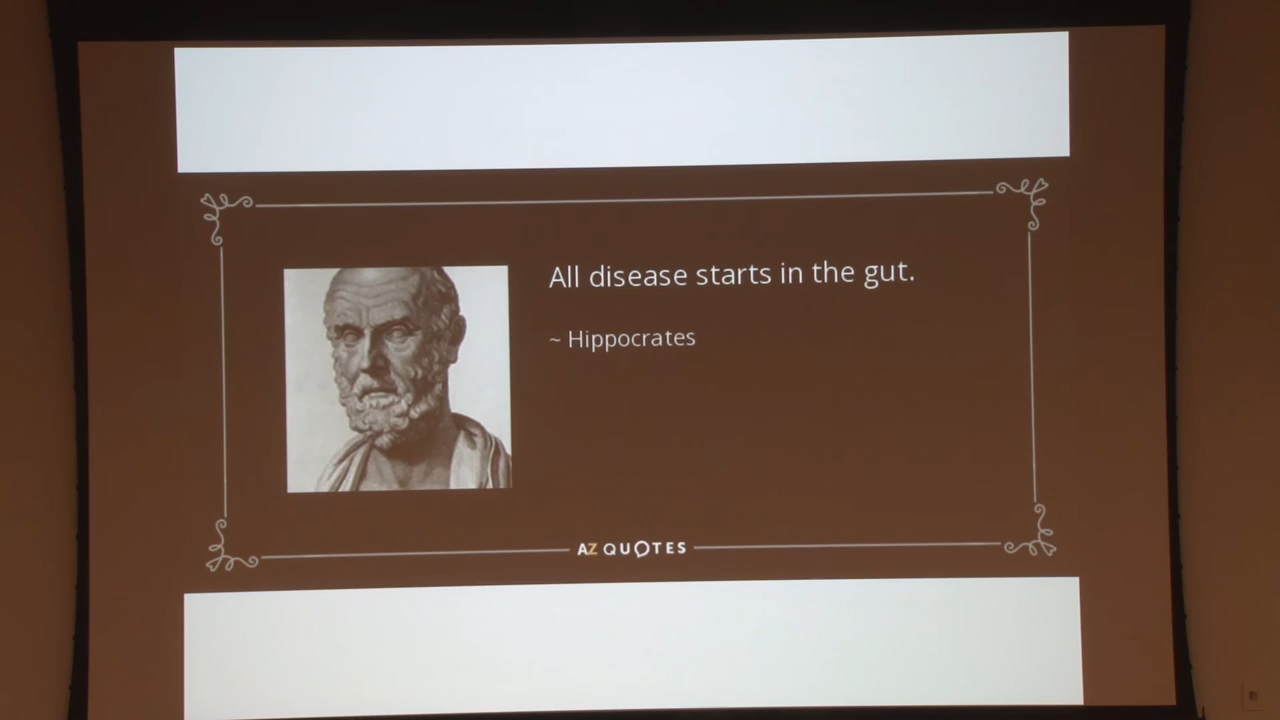 All disease starts in the gut.
~ Hippocrates
AZ QUOTES